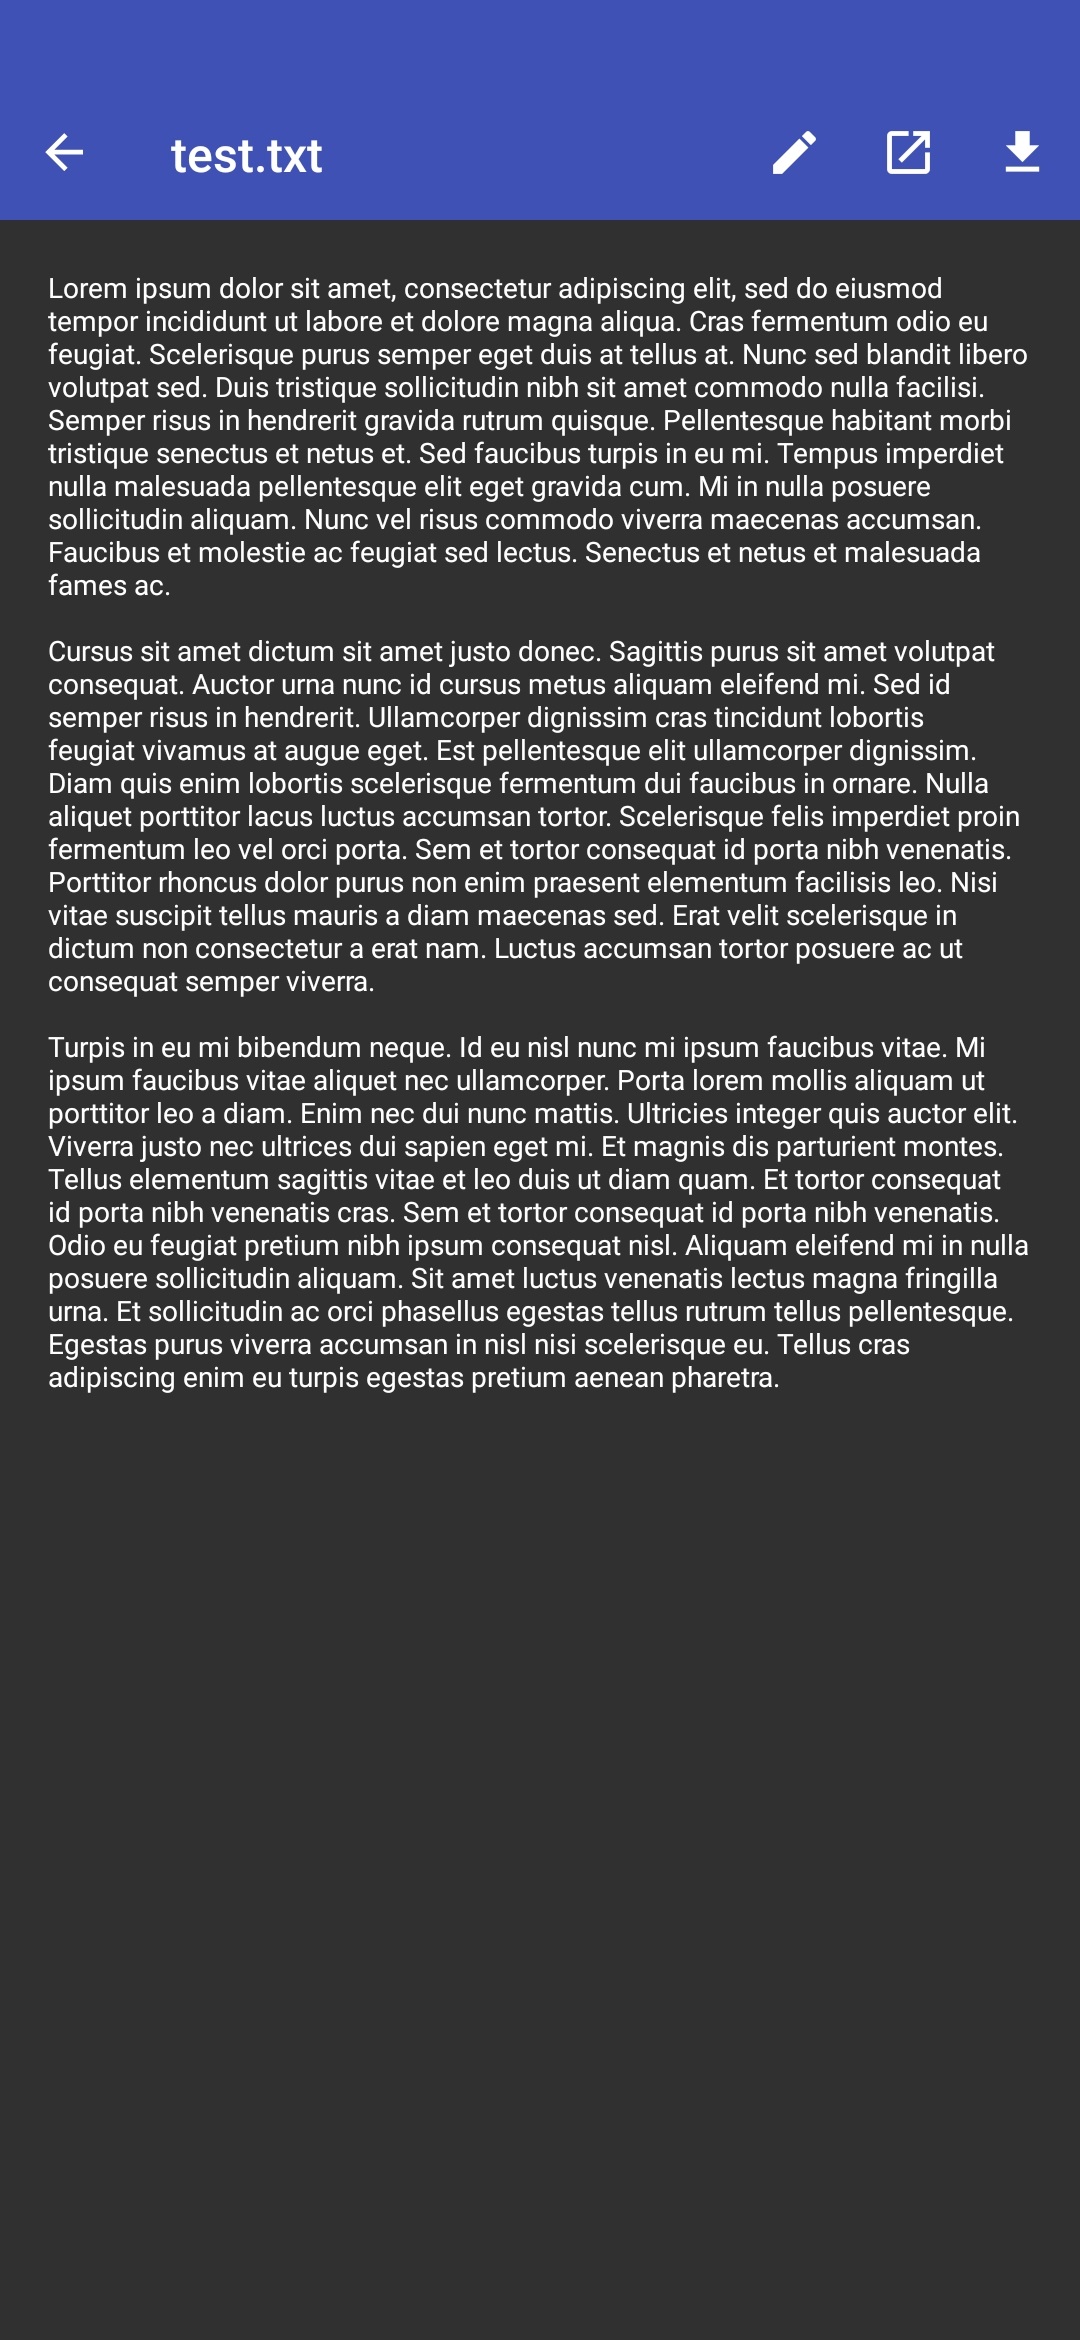 test.txt
Lorem ipsum dolor sit amet, consectetur adipiscing elit, sed do eiusmod
tempor incididunt ut labore et dolore magna aliqua. Cras fermentum odio eu
feugiat. Scelerisque purus semper eget duis at tellus at. Nunc sed blandit libero
volutpat sed. Duis tristique sollicitudin nibh sit amet commodo nulla facilisi.
Semper risus in hendrerit gravida rutrum quisque. Pellentesque habitant morbi
tristique senectus et netus et. Sed faucibus turpis in eu mi. Tempus imperdiet
nulla malesuada pellentesque elit eget gravida cum. Mi in nulla posuere
sollicitudin aliquam. Nunc vel risus commodo viverra maecenas accumsan.
Faucibus et molestie ac feugiat sed lectus. Senectus et netus et malesuada
fames ac.

Cursus sit amet dictum sit amet justo donec. Sagittis purus sit amet volutpat
consequat. Auctor urna nunc id cursus metus aliquam eleifend mi. Sed id
semper risus in hendrerit. Ullamcorper dignissim cras tincidunt lobortis
feugiat vivamus at augue eget. Est pellentesque elit ullamcorper dignissim.
Diam quis enim lobortis scelerisque fermentum dui faucibus in ornare. Nulla
aliquet porttitor lacus luctus accumsan tortor. Scelerisque felis imperdiet proin
fermentum leo vel orci porta. Sem et tortor consequat id porta nibh venenatis.
Porttitor rhoncus dolor purus non enim praesent elementum facilisis leo. Nisi
vitae suscipit tellus mauris a diam maecenas sed. Erat velit scelerisque in
dictum non consectetur a erat nam. Luctus accumsan tortor posuere ac ut
consequat semper viverra.

Turpis in eu mi bibendum neque. Id eu nisl nunc mi ipsum faucibus vitae. Mi
ipsum faucibus vitae aliquet nec ullamcorper. Porta lorem mollis aliquam ut
porttitor leo a diam. Enim nec dui nunc mattis. Ultricies integer quis auctor elit.
Viverra justo nec ultrices dui sapien eget mi. Et magnis dis parturient montes.
Tellus elementum sagittis vitae et leo duis ut diam quam. Et tortor consequat
id porta nibh venenatis cras. Sem et tortor consequat id porta nibh venenatis.
Odio eu feugiat pretium nibh ipsum consequat nisl. Aliquam eleifend mi in nulla
posuere sollicitudin aliquam. Sit amet luctus venenatis lectus magna fringilla
urna. Et sollicitudin ac orci phasellus egestas tellus rutrum tellus pellentesque.
Egestas purus viverra accumsan in nisl nisi scelerisque eu. Tellus cras
adipiscing enim eu turpis egestas pretium aenean pharetra.